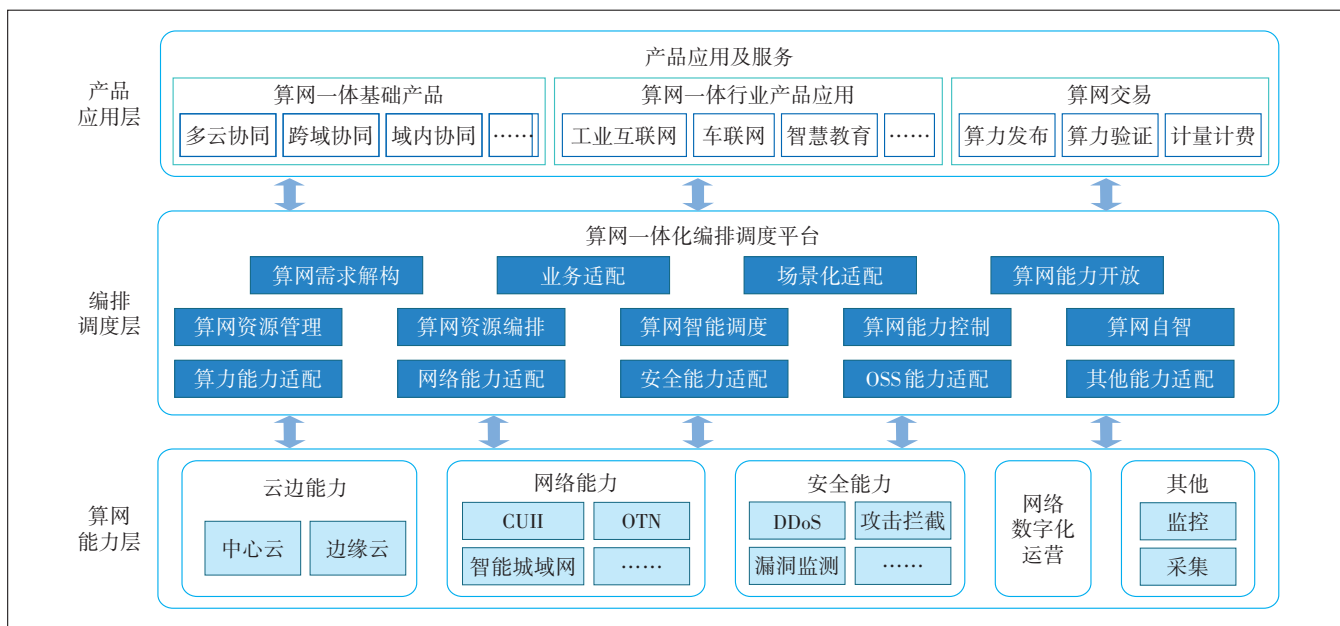 产品应用及服务
产品
应用层
算网一体基础产品
多云协同
跨域协同
域内协同
……
算网一体行业产品应用
工业互联网
车联网
智慧教育
……
算网交易
算力发布
算力验证
计量计费
算网一体化编排调度平台
编排
调度层
算网需求解构
业务适配
场景化适配
算网能力开放
算网资源管理
算网资源编排
算网智能调度
算网能力控制
算网自智
算力能力适配
网络能力适配
安全能力适配
OSS能力适配
其他能力适配
算网
能力层
云边能力
中心云
边缘云
网络能力
CUII
OTN
智能城域网
……
安全能力
DDoS
攻击拦截
漏洞监测
……
网络
数字化
运营
其他
监控
采集